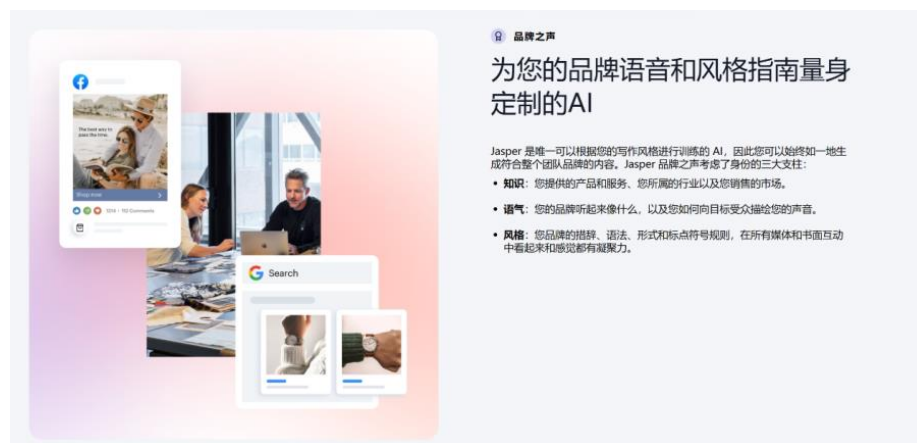 The best way to
pass the time.
Shop now
1014 • 152 Comments
Search
品牌之声
为您的品牌语音和风格指南量身
定制的AI
Jasper 是唯一可以根据您的写作风格进行训练的 AI，因此您可以始终如一地生
成符合整个团队品牌的内容。Jasper 品牌之声考虑了身份的三大支柱：
• 知识：您提供的产品和服务、您所属的行业以及您销售的市场。
• 语气：您的品牌听起来像什么，以及您如何向目标受众描绘您的声音。
• 风格：您品牌的措辞、语法、形式和标点符号规则，在所有媒体和书面互动
中看起来和感觉都有凝聚力。